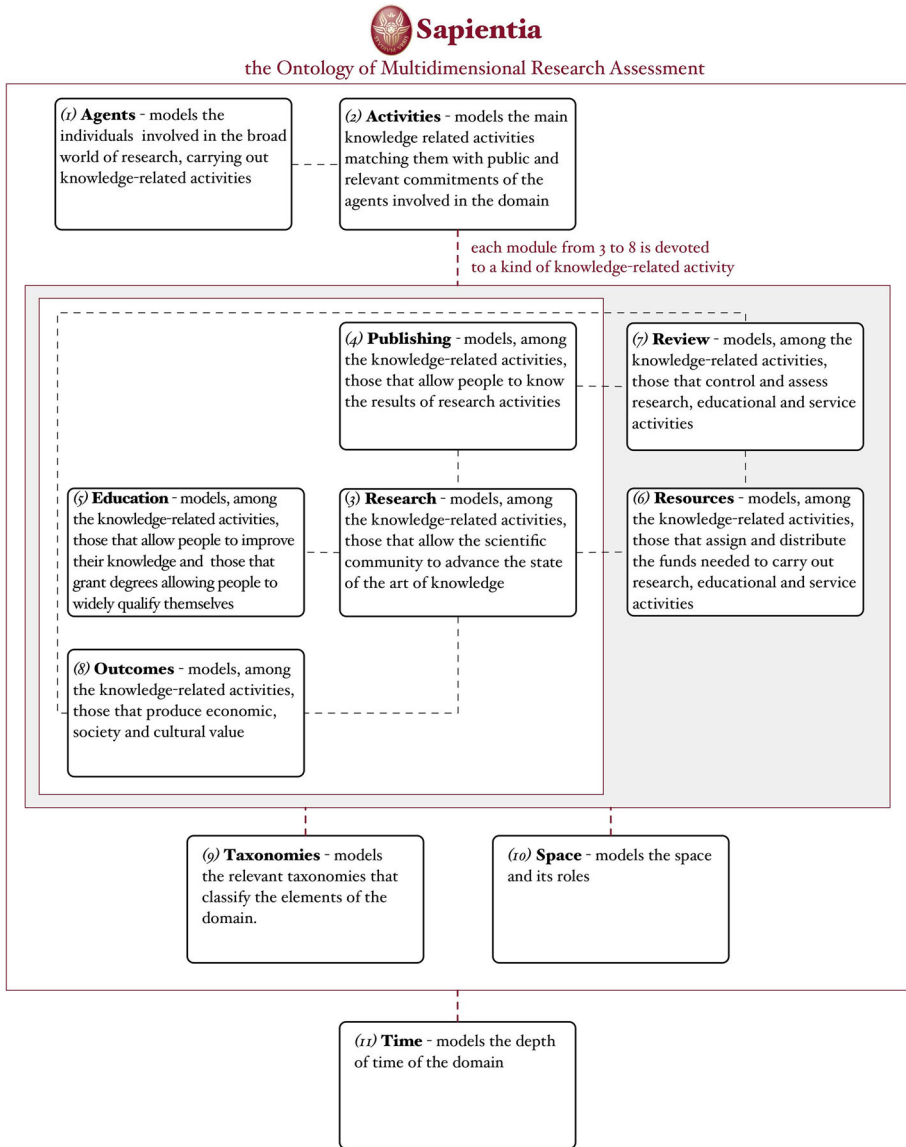 Sapientia
the Ontology of Multidimensional Research Assessment
(1) Agents - models the
individuals involved in the broad
world of research, carrying out
knowledge-related activities
(2) Activities - models the main
knowledge related activities
matching them with public and
relevant commitments of the
agents involved in the domain
each module from 3 to 8 is devoted
to a kind of knowledge-related activity
(4) Publishing - models, among
the knowledge-related activities,
those that allow people to know
the results of research activities
(7) Review - models, among the
knowledge-related activities,
those that control and assess
research, educational and service
activities
(5) Education - models, among
the knowledge-related activities,
those that allow people to improve
their knowledge and those that
grant degrees allowing people to
widely qualify themselves
(3) Research - models, among
the knowledge-related activities,
those that allow the scientific
community to advance the state
of the art of knowledge
(6) Resources - models, among
the knowledge-related activities,
those that assign and distribute
the funds needed to carry out
research, educational and service
activities
(8) Outcomes - models, among
the knowledge-related activities,
those that produce economic,
society and cultural value
(9) Taxonomies - models
the relevant taxonomies that
classify the elements of the
domain.
(10) Space - models the space
and its roles
(11) Time - models the depth
of time of the domain